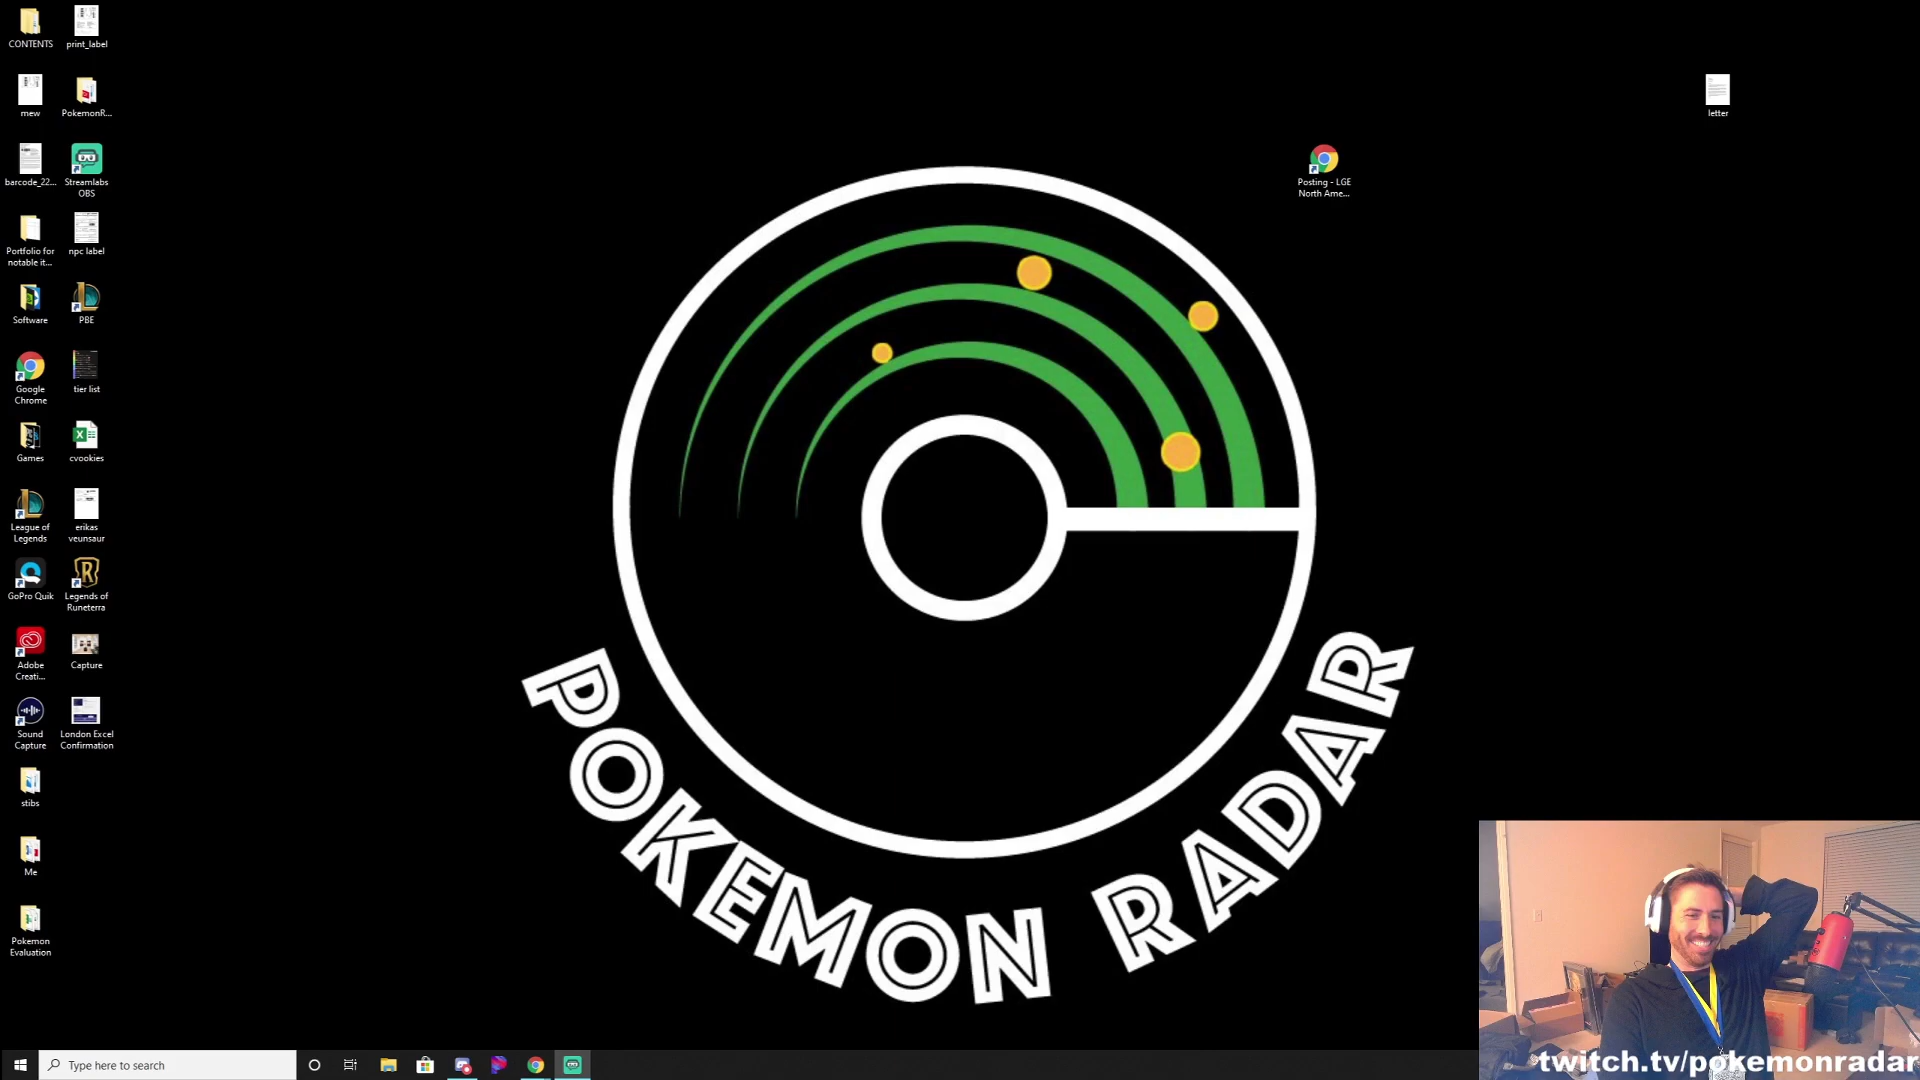 CONTENTS
print_label
mew
PokemonR...
letter
barcode_22...
Streamlabs
OBS
Posting - LGE
North Ame...
Portfolio for
notable it...
npc label
Software
PBE
Google
Chrome
tier list
Games
cvookies
League of
Legends
erikas
veunsaur
GoPro Quik
Legends of
Runeterra
Adobe
Creati...
Capture
Sound
Capture
London Excel
Confirmation
stibs
Me
Pokemon
Evaluation
POKEMON RADAR
Type here to search
twitch.tv/pokemonradar